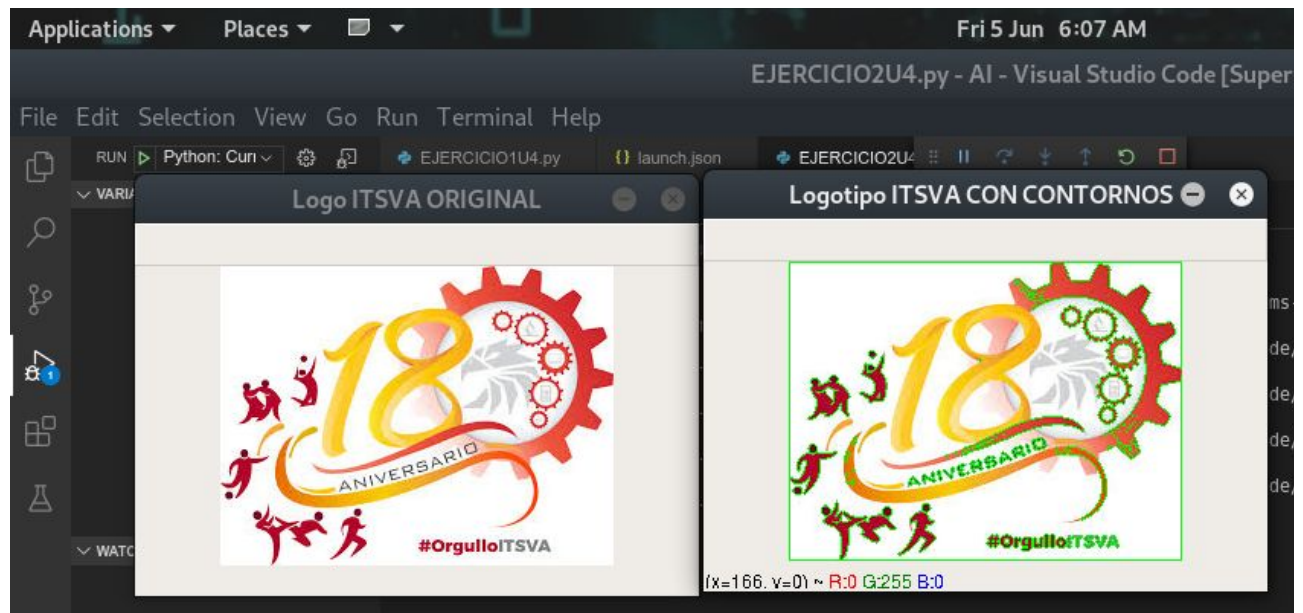 Applications Places Fri 5 Jun 6:07 AM
EJERCICIO2U4.py - AI - Visual Studio Code [Super
File Edit Selection View Go Run Terminal Help
RUN Python: Curr EJERCICIO1U4.py {} launch.json EJERCICIO2U4
VARIA
Logo ITSVA ORIGINAL
Logotipo ITSVA CON CONTORNOS
18
ANIVERSARIO
#OrgulloITSVA
18
ANIVERSARIO
#OrgulloITSVA
ms-
de/
de/
de/
de/
WATC
1
(x=166, y=0) ~ R:0 G:255 B:0